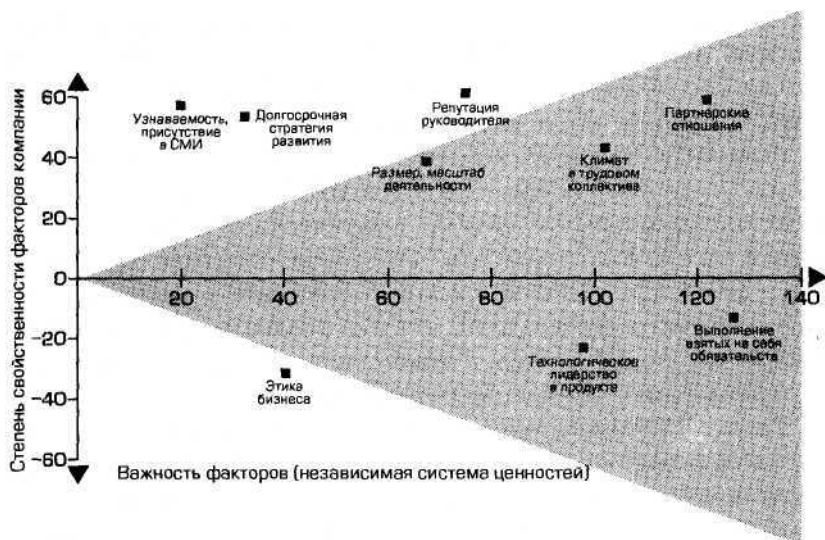 Степень свойственности факторов компании
60
40
20
0
-20
-40
-60
20
40
60
80
100
120
140
Узнаваемость,
присутствие
в СМИ
Долгосрочная
стратегия
развития
Репутация
руководителя
Партнерские
отношения
Размер, масштаб
деятельности
Климат
в трудовом
коллективе
Этика
бизнеса
Технологическое
лидерство
в продукте
Выполнение
взятых на себя
обязательств
Важность факторов (независимая система ценностей)